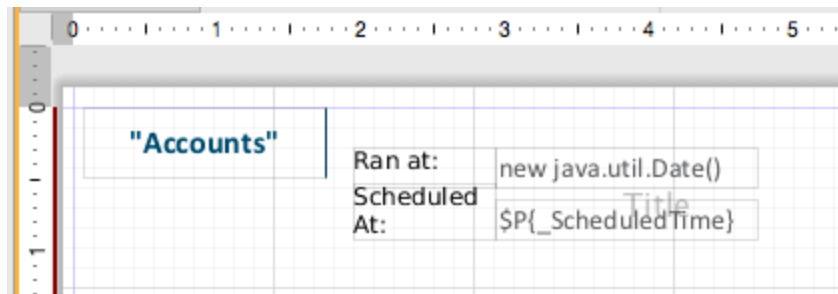 0 1 2 3 4 5
0
"Accounts"
Ran at:
new java.util.Date()
Title
Scheduled
At:
$P{_ScheduledTime}
1